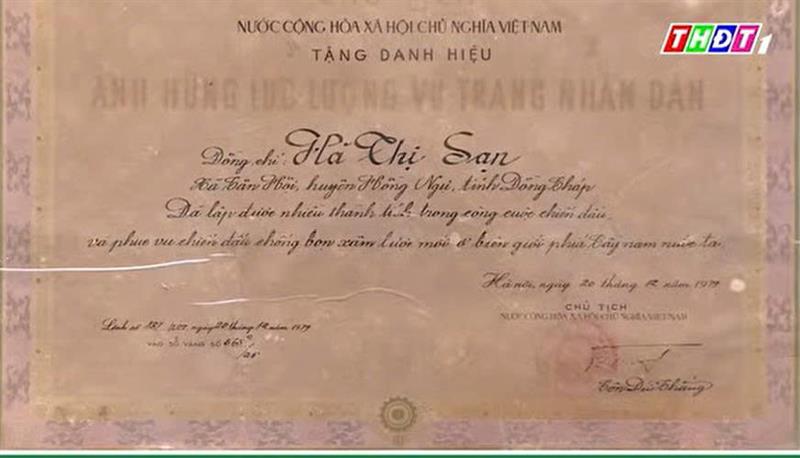 NƯỚC CỘNG HÒA XÃ HỘI CHỦ NGHĨA VIỆT NAM
THĐT1
TẶNG DANH HIỆU
ANH HÙNG LỰC LƯỢNG VŨ TRANG NHÂN DÂN
Đồng chí: Hà Thị Sạn
Xã Tân Hội, huyện Hồng Ngự, tỉnh Đồng Tháp
Đã lập được nhiều thành tích trong công cuộc chiến đấu
và phục vụ chiến đấu chống bọn xâm lược mới ở biên giới phía Tây nam nước ta
Hà nội, ngày 20 tháng 12 năm 1979
CHỦ TỊCH
NƯỚC CỘNG HÒA XÃ HỘI CHỦ NGHĨA VIỆT NAM
Lệnh số 187 ngày 20 tháng 12 năm 1979
VÀO SỔ VÀNG SỐ
Tôn Đức Thắng